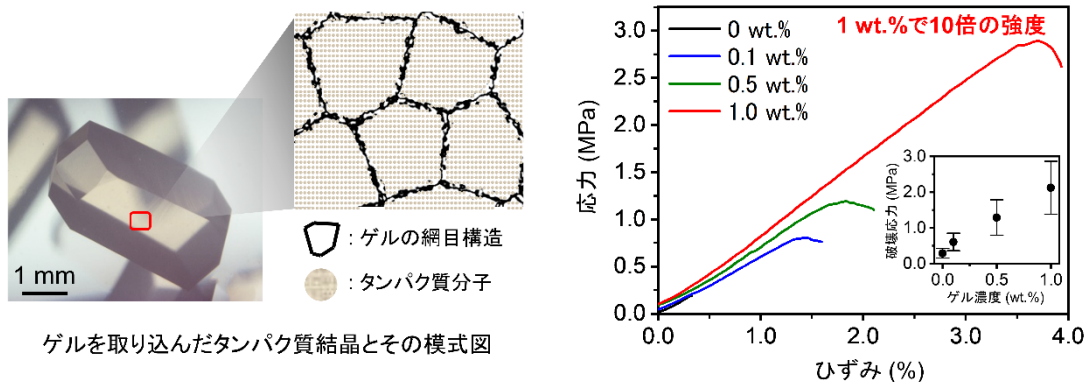 1 mm
: ゲルの網目構造
: タンパク質分子
ゲルを取り込んだタンパク質結晶とその模式図
1 wt.%で10倍の強度
0 wt.%
0.1 wt.%
0.5 wt.%
1.0 wt.%
応力 (MPa)
3.0
2.5
2.0
1.5
1.0
0.5
0.0
0.0
1.0
2.0
3.0
4.0
ひずみ (%)
破壊応力 (MPa)
3.0
2.0
1.0
0.0
0.0
0.5
1.0
ゲル濃度 (wt.%)